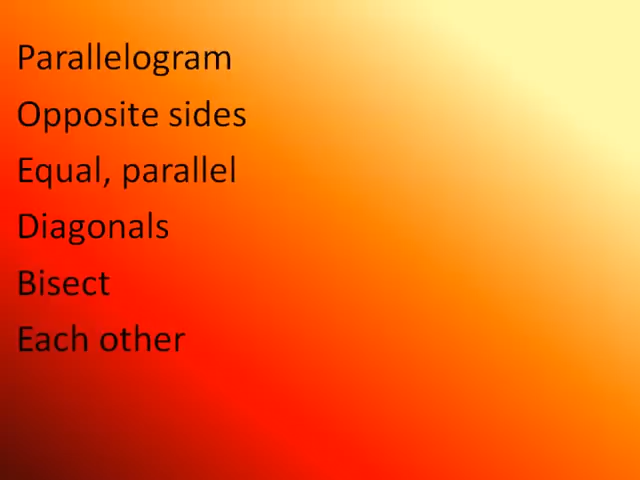 Parallelogram
Opposite sides
Equal, parallel
Diagonals
Bisect
Each other